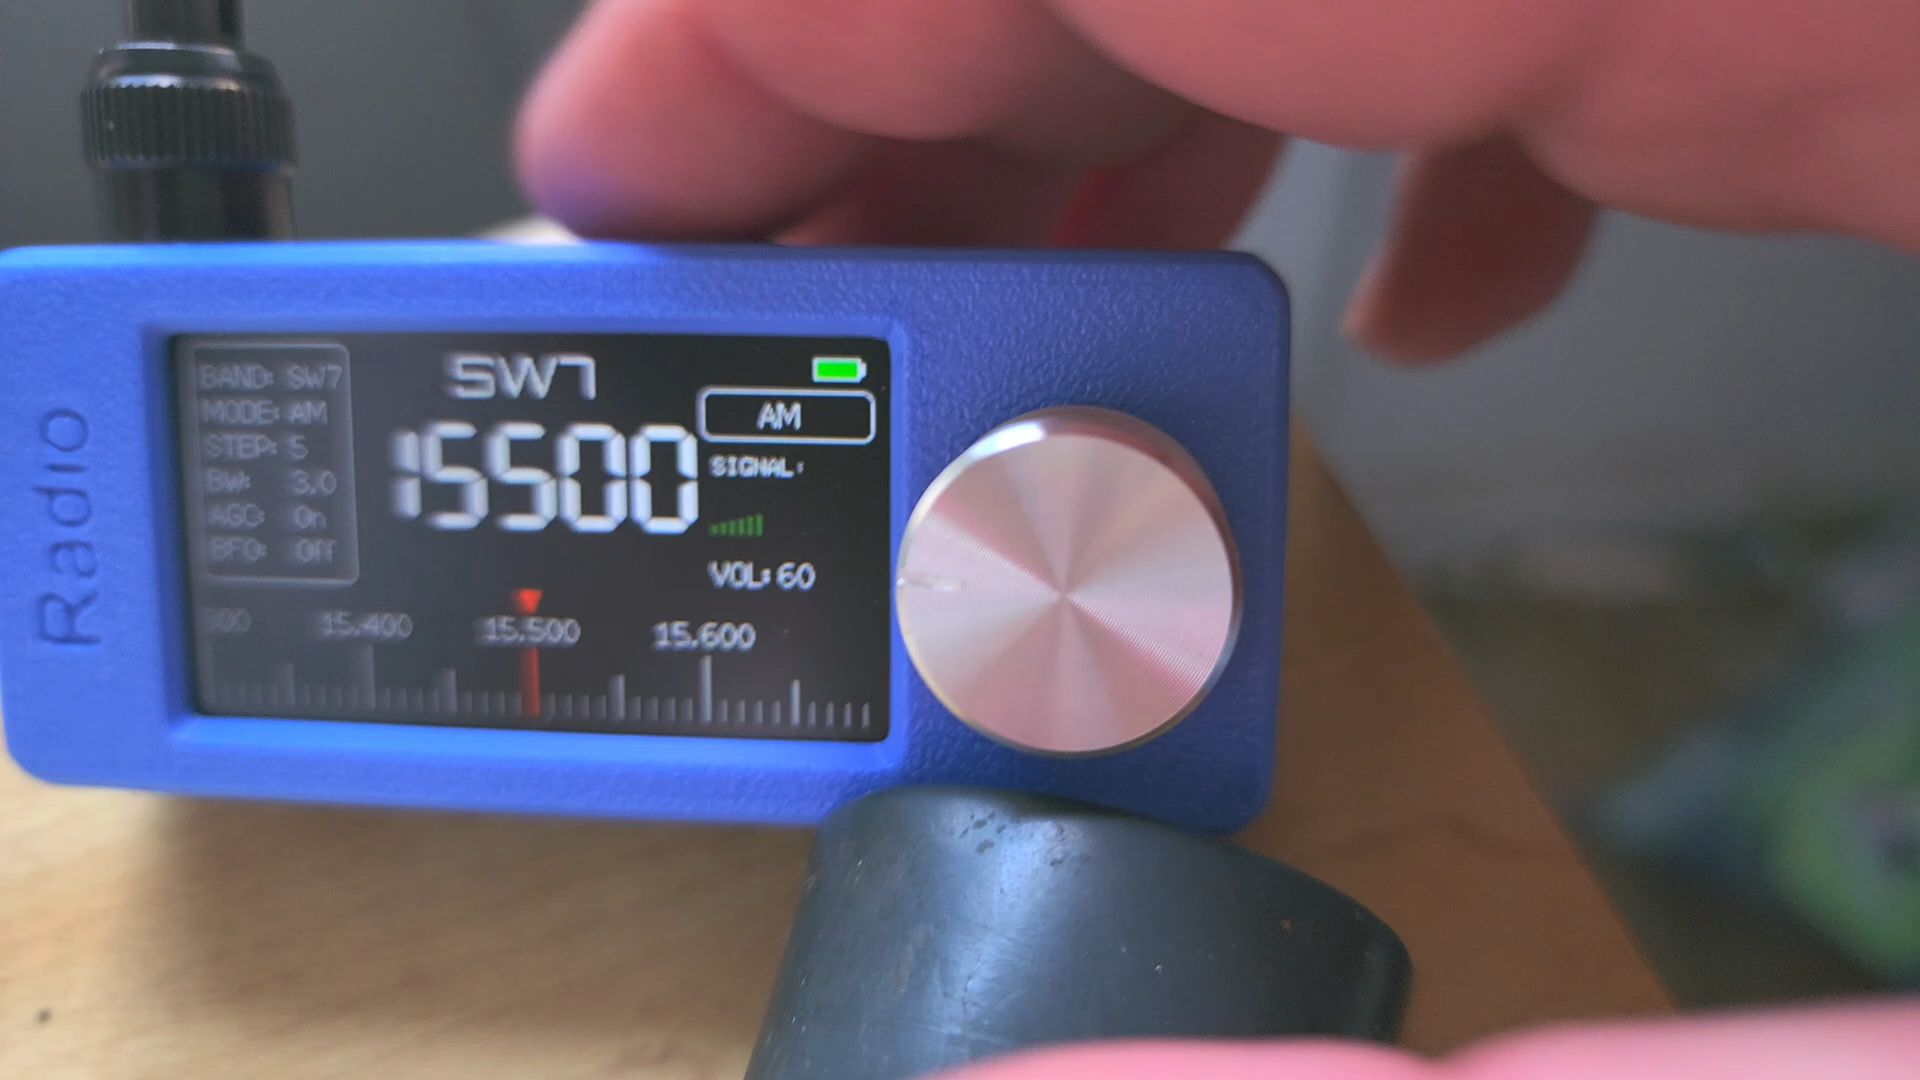 Radio
BAND: SW7
MODE: AM
STEP: 5
BW: 3.0
AGC: On
BFO: Off
SW7
15500
AM
SIGNAL:
VOL: 60
300 15.400 15.500 15.600